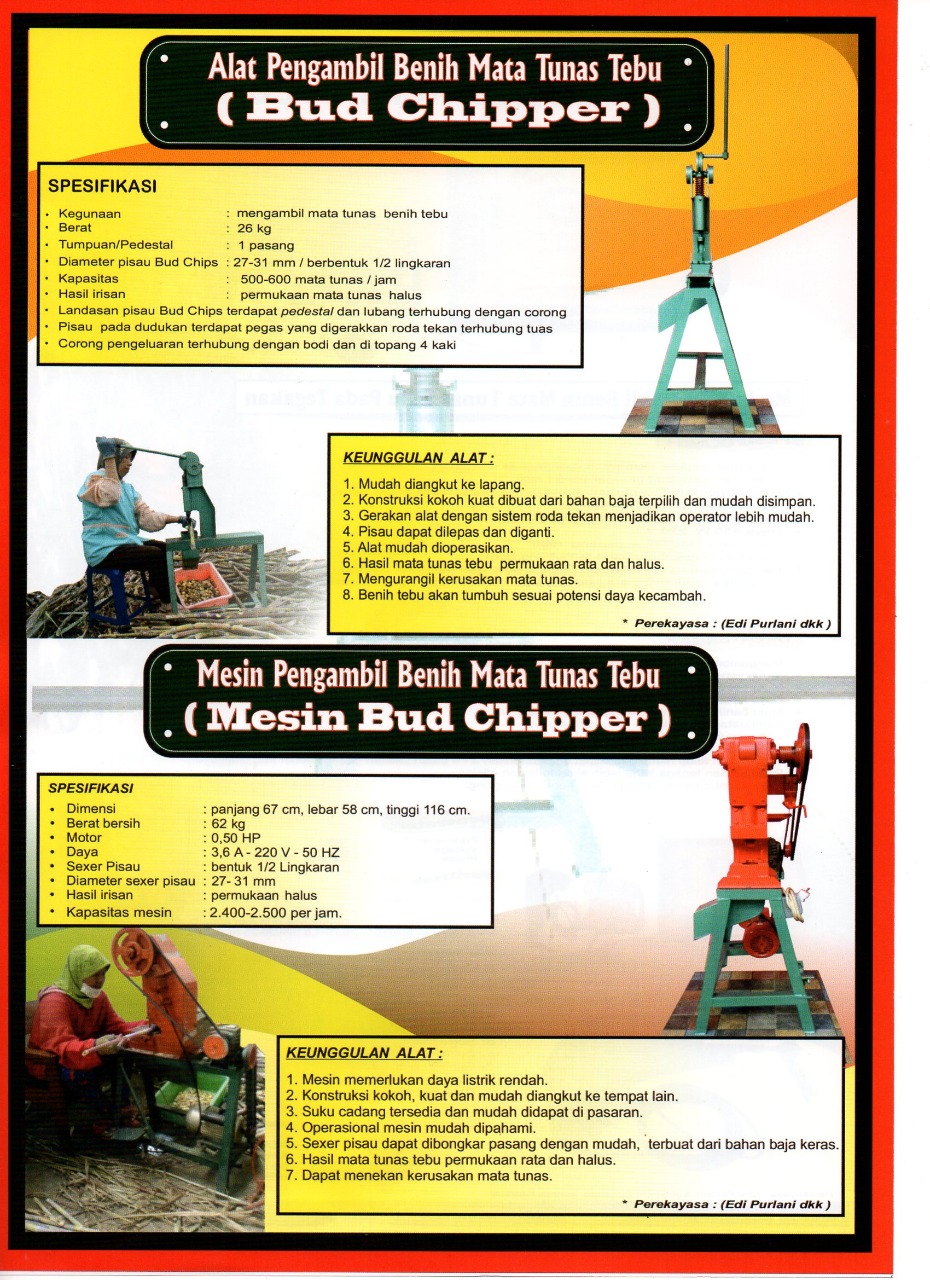 Alat Pengambil Benih Mata Tunas Tebu
( Bud Chipper )
SPESIFIKASI
• Kegunaan : mengambil mata tunas benih tebu
• Berat : 26 kg
• Tumpuan/Pedestal : 1 pasang
• Diameter pisau Bud Chips : 27-31 mm / berbentuk 1/2 lingkaran
• Kapasitas : 500-600 mata tunas / jam
• Hasil irisan : permukaan mata tunas halus
• Landasan pisau Bud Chips terdapat pedestal dan lubang terhubung dengan corong
• Pisau pada dudukan terdapat pegas yang digerakkan roda tekan terhubung tuas
• Corong pengeluaran terhubung dengan bodi dan di topang 4 kaki
KEUNGGULAN ALAT :
1. Mudah diangkut ke lapang.
2. Konstruksi kokoh kuat dibuat dari bahan baja terpilih dan mudah disimpan.
3. Gerakan alat dengan sistem roda tekan menjadikan operator lebih mudah.
4. Pisau dapat dilepas dan diganti.
5. Alat mudah dioperasikan.
6. Hasil mata tunas tebu permukaan rata dan halus.
7. Mengurangil kerusakan mata tunas.
8. Benih tebu akan tumbuh sesuai potensi daya kecambah.
* Perekayasa : (Edi Purlani dkk )
Mesin Pengambil Benih Mata Tunas Tebu
( Mesin Bud Chipper )
SPESIFIKASI
• Dimensi : panjang 67 cm, lebar 58 cm, tinggi 116 cm.
• Berat bersih : 62 kg
• Motor : 0,50 HP
• Daya : 3,6 A - 220 V - 50 HZ
• Sexer Pisau : bentuk 1/2 Lingkaran
• Diameter sexer pisau : 27- 31 mm
• Hasil irisan : permukaan halus
• Kapasitas mesin : 2.400-2.500 per jam.
KEUNGGULAN ALAT :
1. Mesin memerlukan daya listrik rendah.
2. Konstruksi kokoh, kuat dan mudah diangkut ke tempat lain.
3. Suku cadang tersedia dan mudah didapat di pasaran.
4. Operasional mesin mudah dipahami.
5. Sexer pisau dapat dibongkar pasang dengan mudah, terbuat dari bahan baja keras.
6. Hasil mata tunas tebu permukaan rata dan halus.
7. Dapat menekan kerusakan mata tunas.
* Perekayasa : (Edi Purlani dkk )